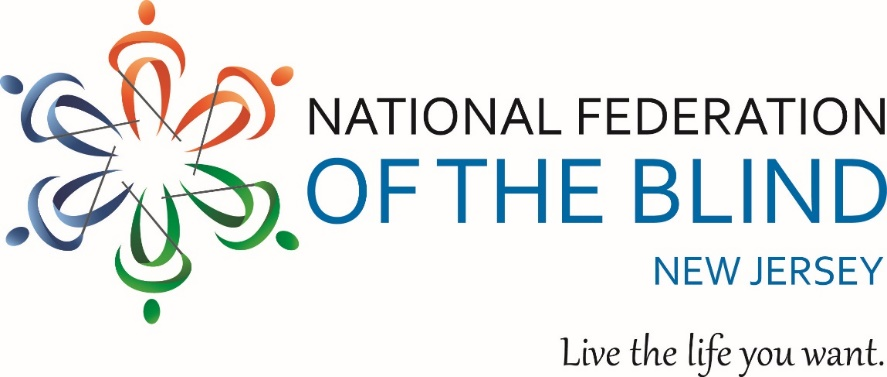 NATIONAL FEDERATION
OF THE BLIND
NEW JERSEY
Live the life you want.